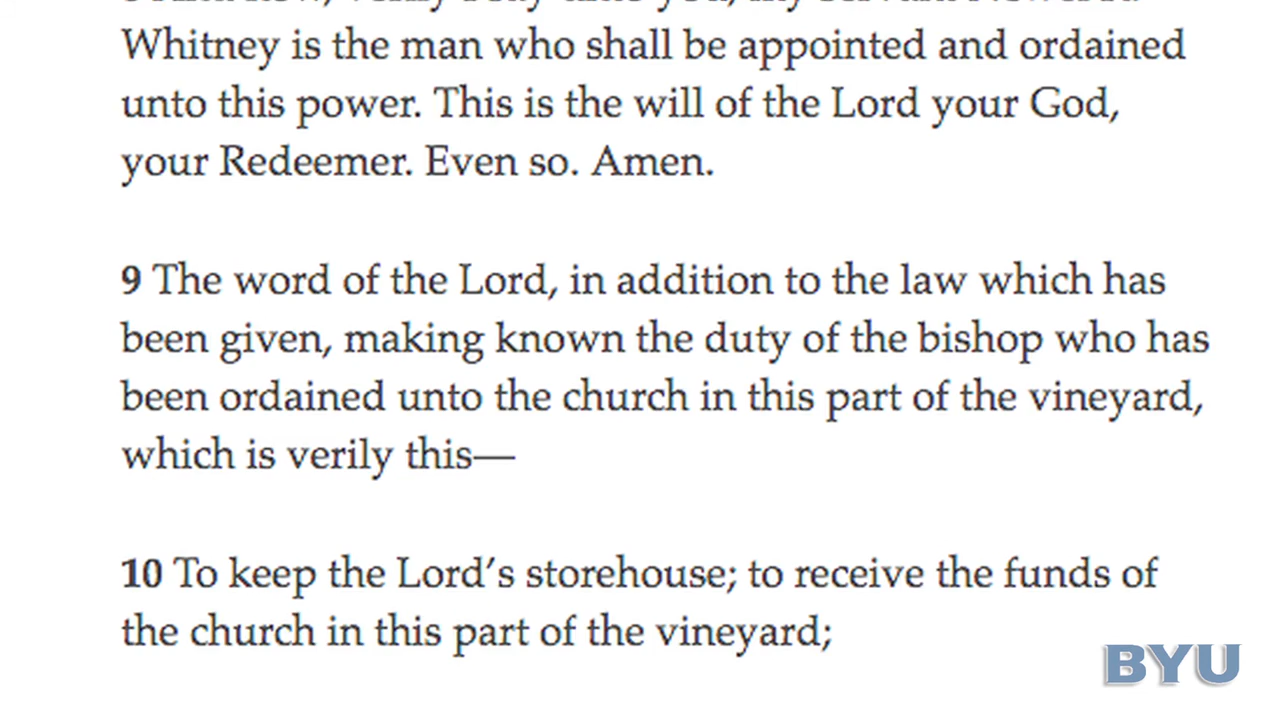 Whitney is the man who shall be appointed and ordained
unto this power. This is the will of the Lord your God,
your Redeemer. Even so. Amen.
9 The word of the Lord, in addition to the law which has
been given, making known the duty of the bishop who has
been ordained unto the church in this part of the vineyard,
which is verily this—
10 To keep the Lord’s storehouse; to receive the funds of
the church in this part of the vineyard;
BYU